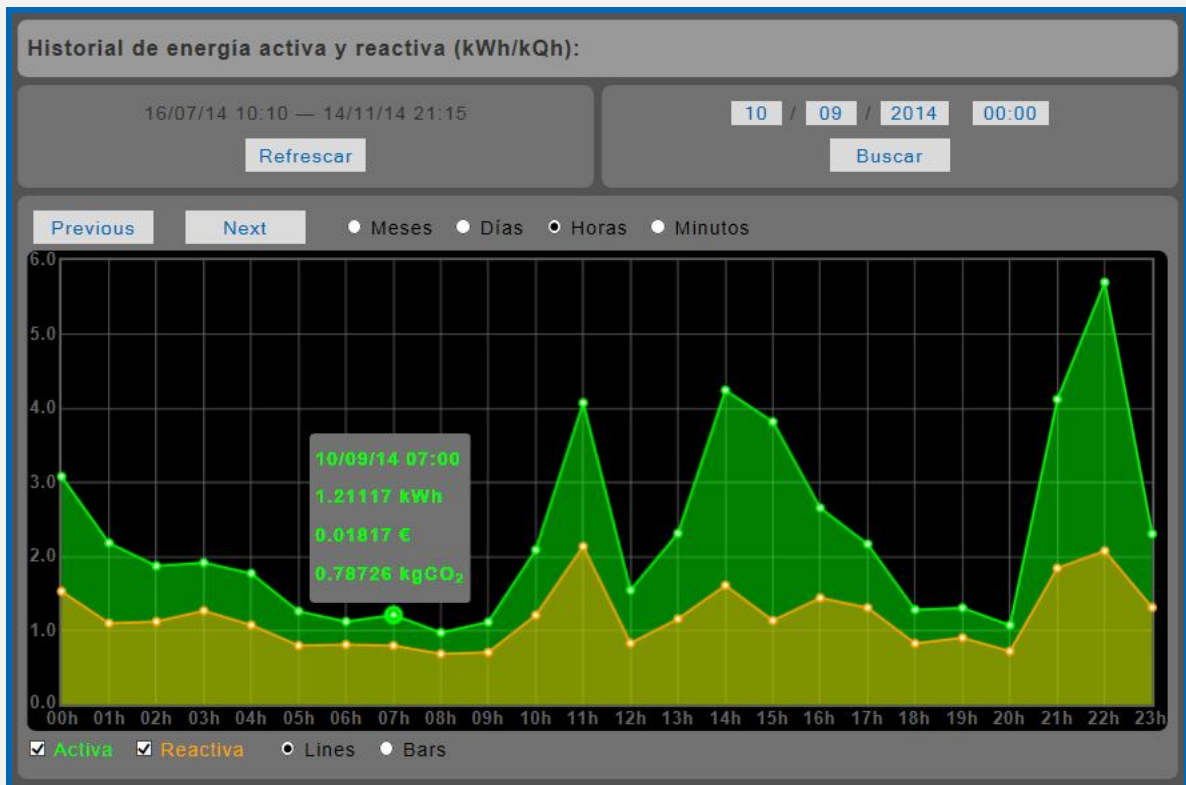 Historial de energía activa y reactiva (kWh/kQh):
16/07/14 10:10 — 14/11/14 21:15
Refrescar
10 / 09 / 2014 00:00
Buscar
Previous Next Meses Días Horas Minutos
6.0
5.0
4.0
3.0
2.0
1.0
0.0
10/09/14 07:00
1.21117 kWh
0.01817 €
0.78726 kgCO₂
00h 01h 02h 03h 04h 05h 06h 07h 08h 09h 10h 11h 12h 13h 14h 15h 16h 17h 18h 19h 20h 21h 22h 23h
Activa Reactiva Lines Bars